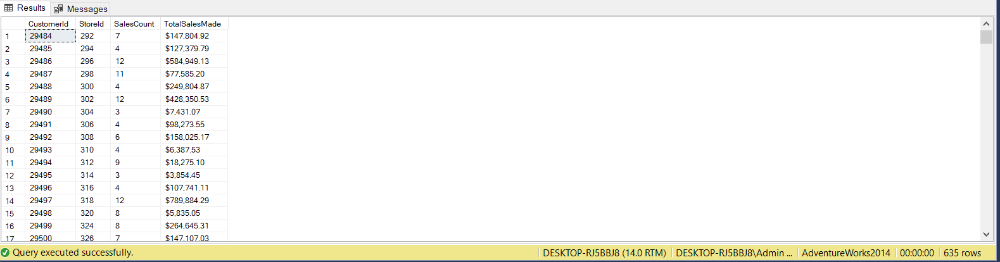 Results Messages
CustomerId StoreId SalesCount TotalSalesMade
1 29484 292 7 $147,804.92
2 29485 294 4 $127,379.79
3 29486 296 12 $584,949.13
4 29487 298 11 $77,585.20
5 29488 300 4 $249,804.87
6 29489 302 12 $428,350.53
7 29490 304 3 $7,431.07
8 29491 306 4 $98,273.55
9 29492 308 6 $158,025.17
10 29493 310 4 $6,387.53
11 29494 312 9 $18,275.10
12 29495 314 3 $3,854.45
13 29496 316 4 $107,741.11
14 29497 318 12 $789,884.29
15 29498 320 8 $5,835.05
16 29499 324 8 $264,645.31
17 29500 326 7 $147,107.03
Query executed successfully. DESKTOP-RJ5BBJ8 (14.0 RTM) DESKTOP-RJ5BBJ8\Admin ... AdventureWorks2014 00:00:00 635 rows